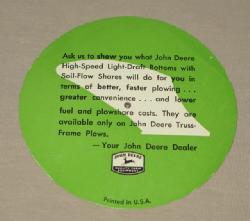 Ask us to show you what John Deere
High-Speed Light-Draft Bottoms with
Soil-Flow Shares will do for you in
terms of better, faster plowing . . .
greater convenience . . . and lower
fuel and plowshare costs. They are
available only on John Deere Truss-
Frame Plows.
—Your John Deere Dealer
JOHN DEERE
Printed in U.S.A.